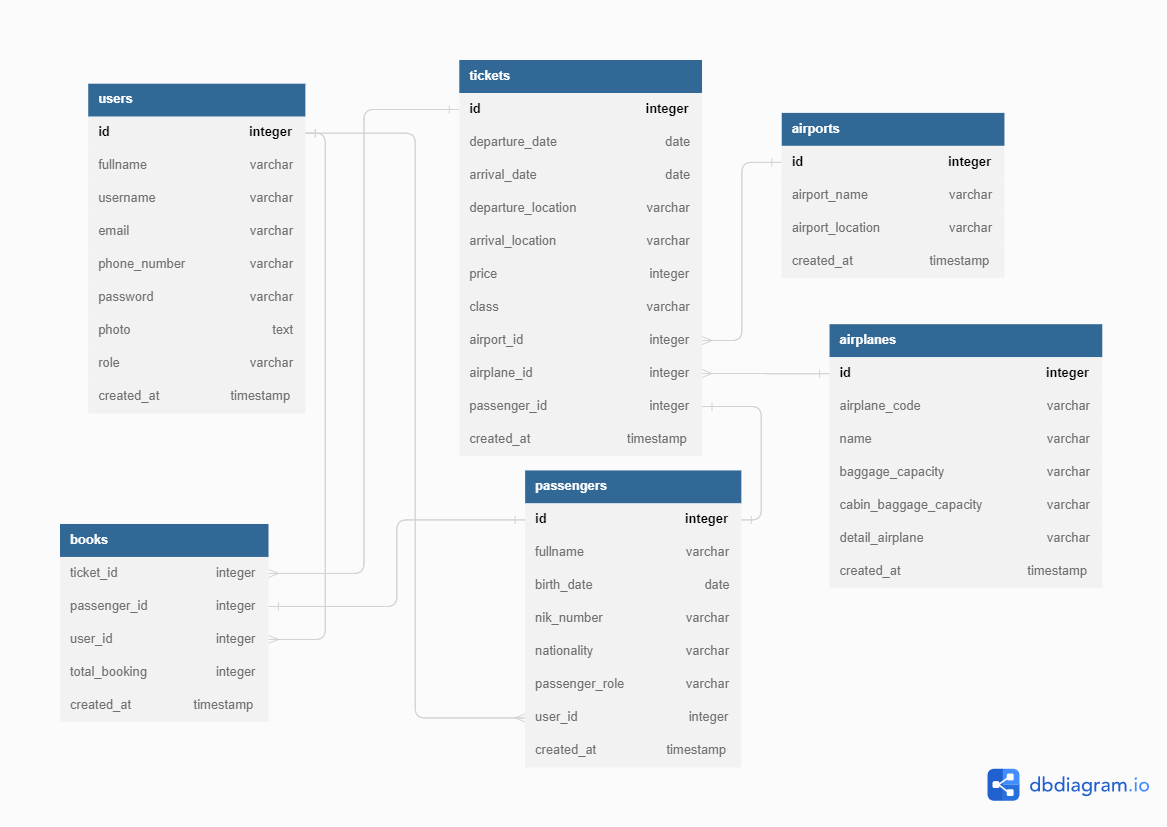 users
id integer
fullname varchar
username varchar
email varchar
phone_number varchar
password varchar
photo text
role varchar
created_at timestamp
tickets
id integer
departure_date date
arrival_date date
departure_location varchar
arrival_location varchar
price integer
class varchar
airport_id integer
airplane_id integer
passenger_id integer
created_at timestamp
airports
id integer
airport_name varchar
airport_location varchar
created_at timestamp
airplanes
id integer
airplane_code varchar
name varchar
baggage_capacity varchar
cabin_baggage_capacity varchar
detail_airplane varchar
created_at timestamp
books
ticket_id integer
passenger_id integer
user_id integer
total_booking integer
created_at timestamp
passengers
id integer
fullname varchar
birth_date date
nik_number varchar
nationality varchar
passenger_role varchar
user_id integer
created_at timestamp
dbdiagram.io